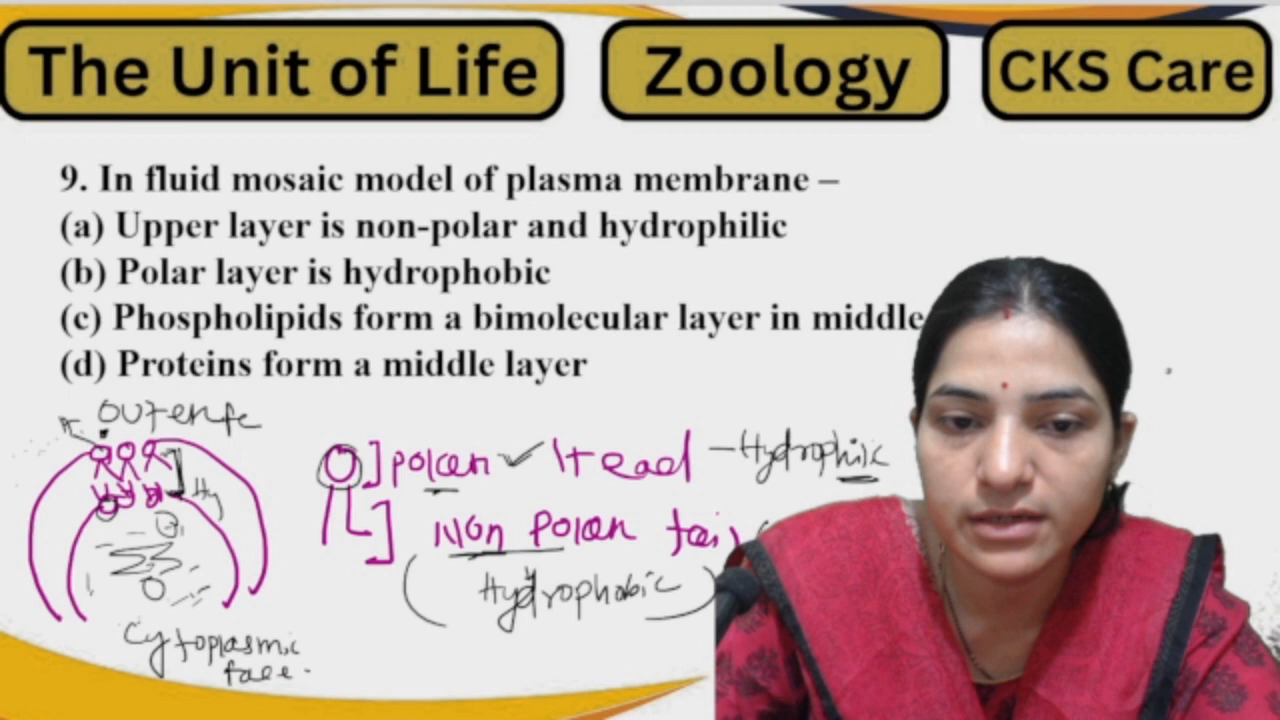 The Unit of Life
Zoology
CKS Care
9. In fluid mosaic model of plasma membrane –
(a) Upper layer is non-polar and hydrophilic
(b) Polar layer is hydrophobic
(c) Phospholipids form a bimolecular layer in middle
(d) Proteins form a middle layer
polar Head – Hydrophilic
Hy
Non Polar tail
(Hydrophobic)
Cytoplasmic
face.